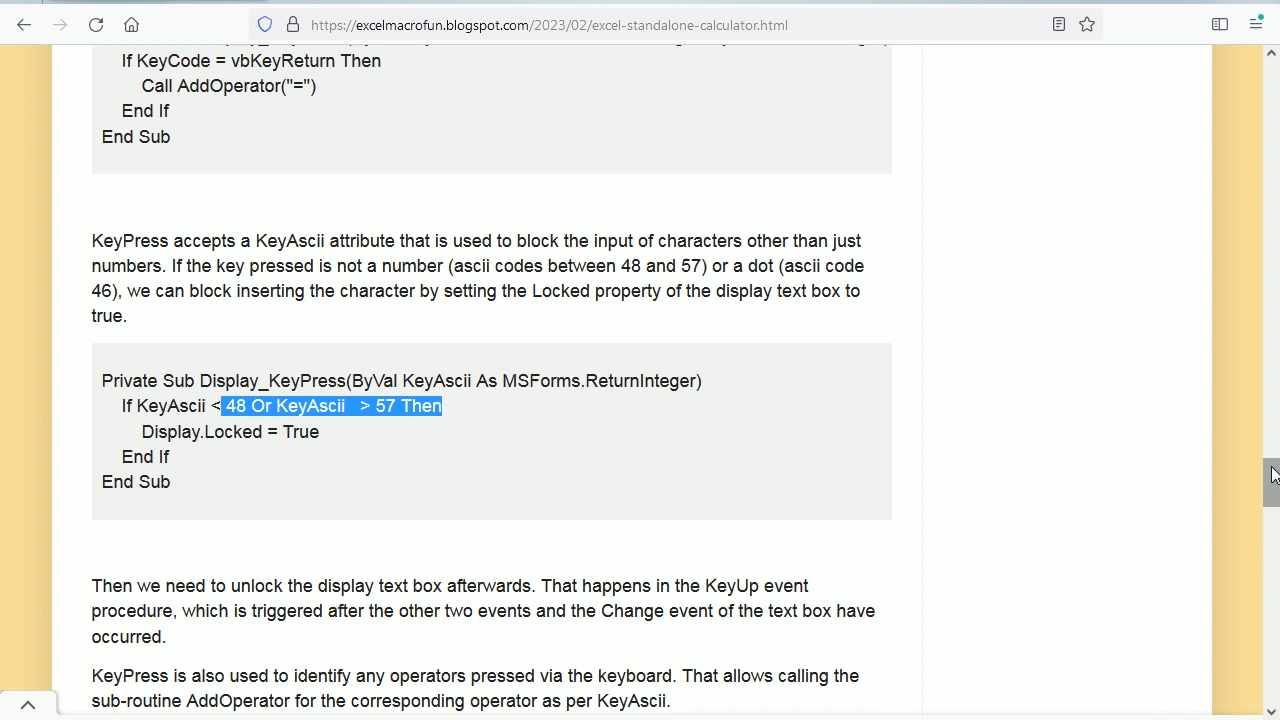 https://excelmacrofun.blogspot.com/2023/02/excel-standalone-calculator.html
If KeyCode = vbKeyReturn Then
Call AddOperator("=")
End If
End Sub
KeyPress accepts a KeyAscii attribute that is used to block the input of characters other than just
numbers. If the key pressed is not a number (ascii codes between 48 and 57) or a dot (ascii code
46), we can block inserting the character by setting the Locked property of the display text box to
true.
Private Sub Display_KeyPress(ByVal KeyAscii As MSForms.ReturnInteger)
If KeyAscii < 48 Or KeyAscii   > 57 Then
Display.Locked = True
End If
End Sub
Then we need to unlock the display text box afterwards. That happens in the KeyUp event
procedure, which is triggered after the other two events and the Change event of the text box have
occurred.
KeyPress is also used to identify any operators pressed via the keyboard. That allows calling the
sub-routine AddOperator for the corresponding operator as per KeyAscii.